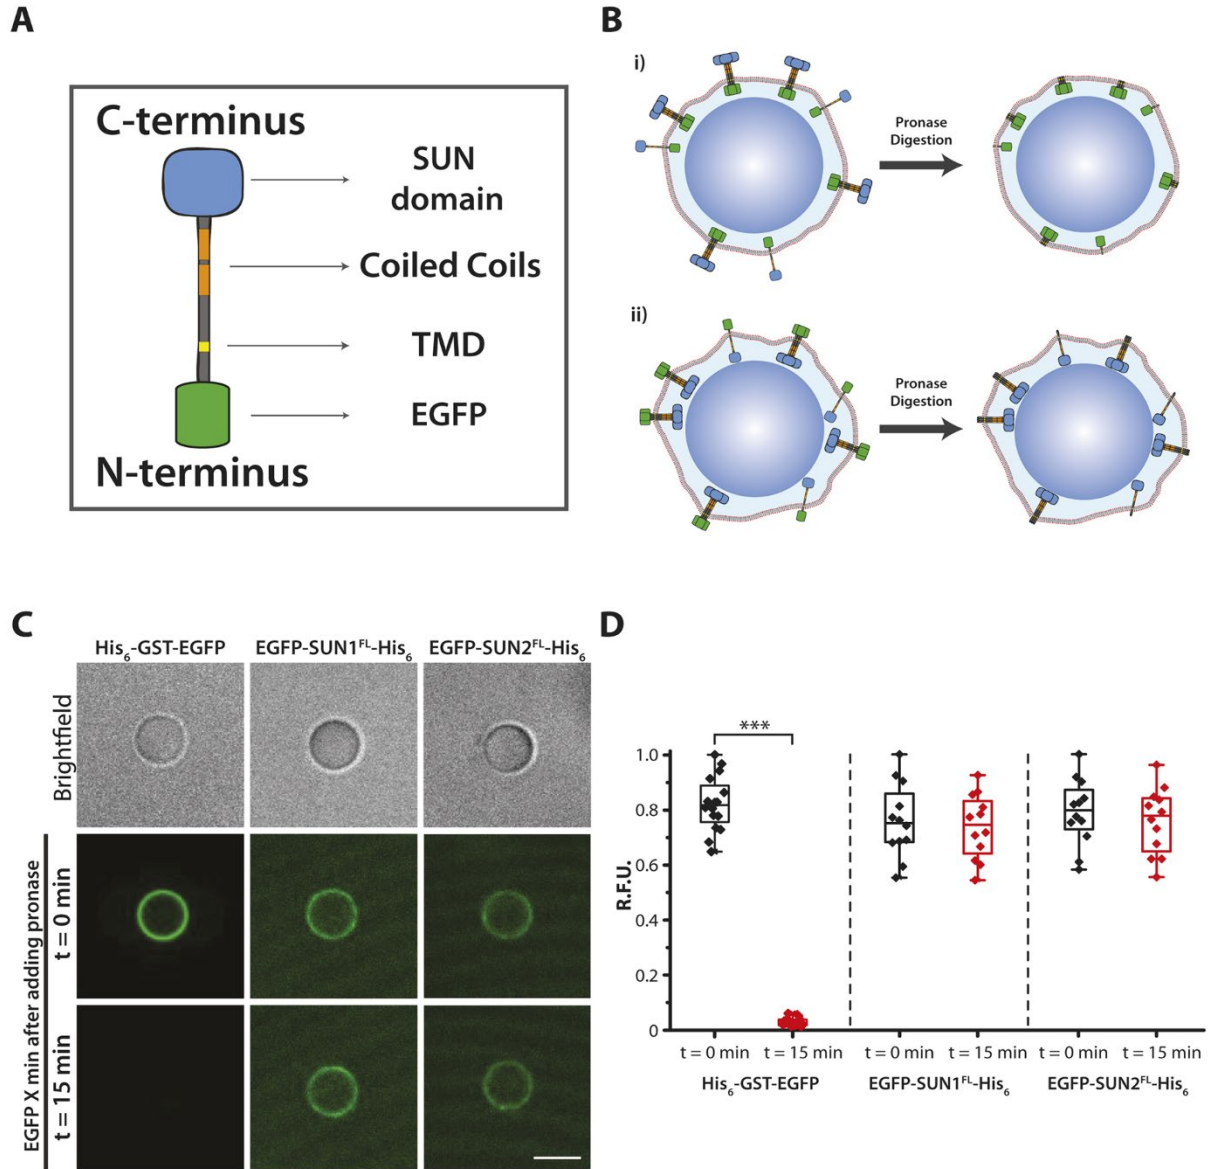 A
C-terminus
SUN
domain
Coiled Coils
TMD
EGFP
N-terminus
B
i)
Pronase
Digestion
ii)
Pronase
Digestion
C
His₆-GST-EGFP EGFP-SUN1ᶠᴸ-His₆ EGFP-SUN2ᶠᴸ-His₆
Brightfield
EGFP X min after adding pronase
t = 0 min
t = 15 min
D
***
R.F.U.
1.0
0.8
0.6
0.4
0.2
0
t = 0 min t = 15 min t = 0 min t = 15 min t = 0 min t = 15 min
His₆-GST-EGFP EGFP-SUN1ᶠᴸ-His₆ EGFP-SUN2ᶠᴸ-His₆